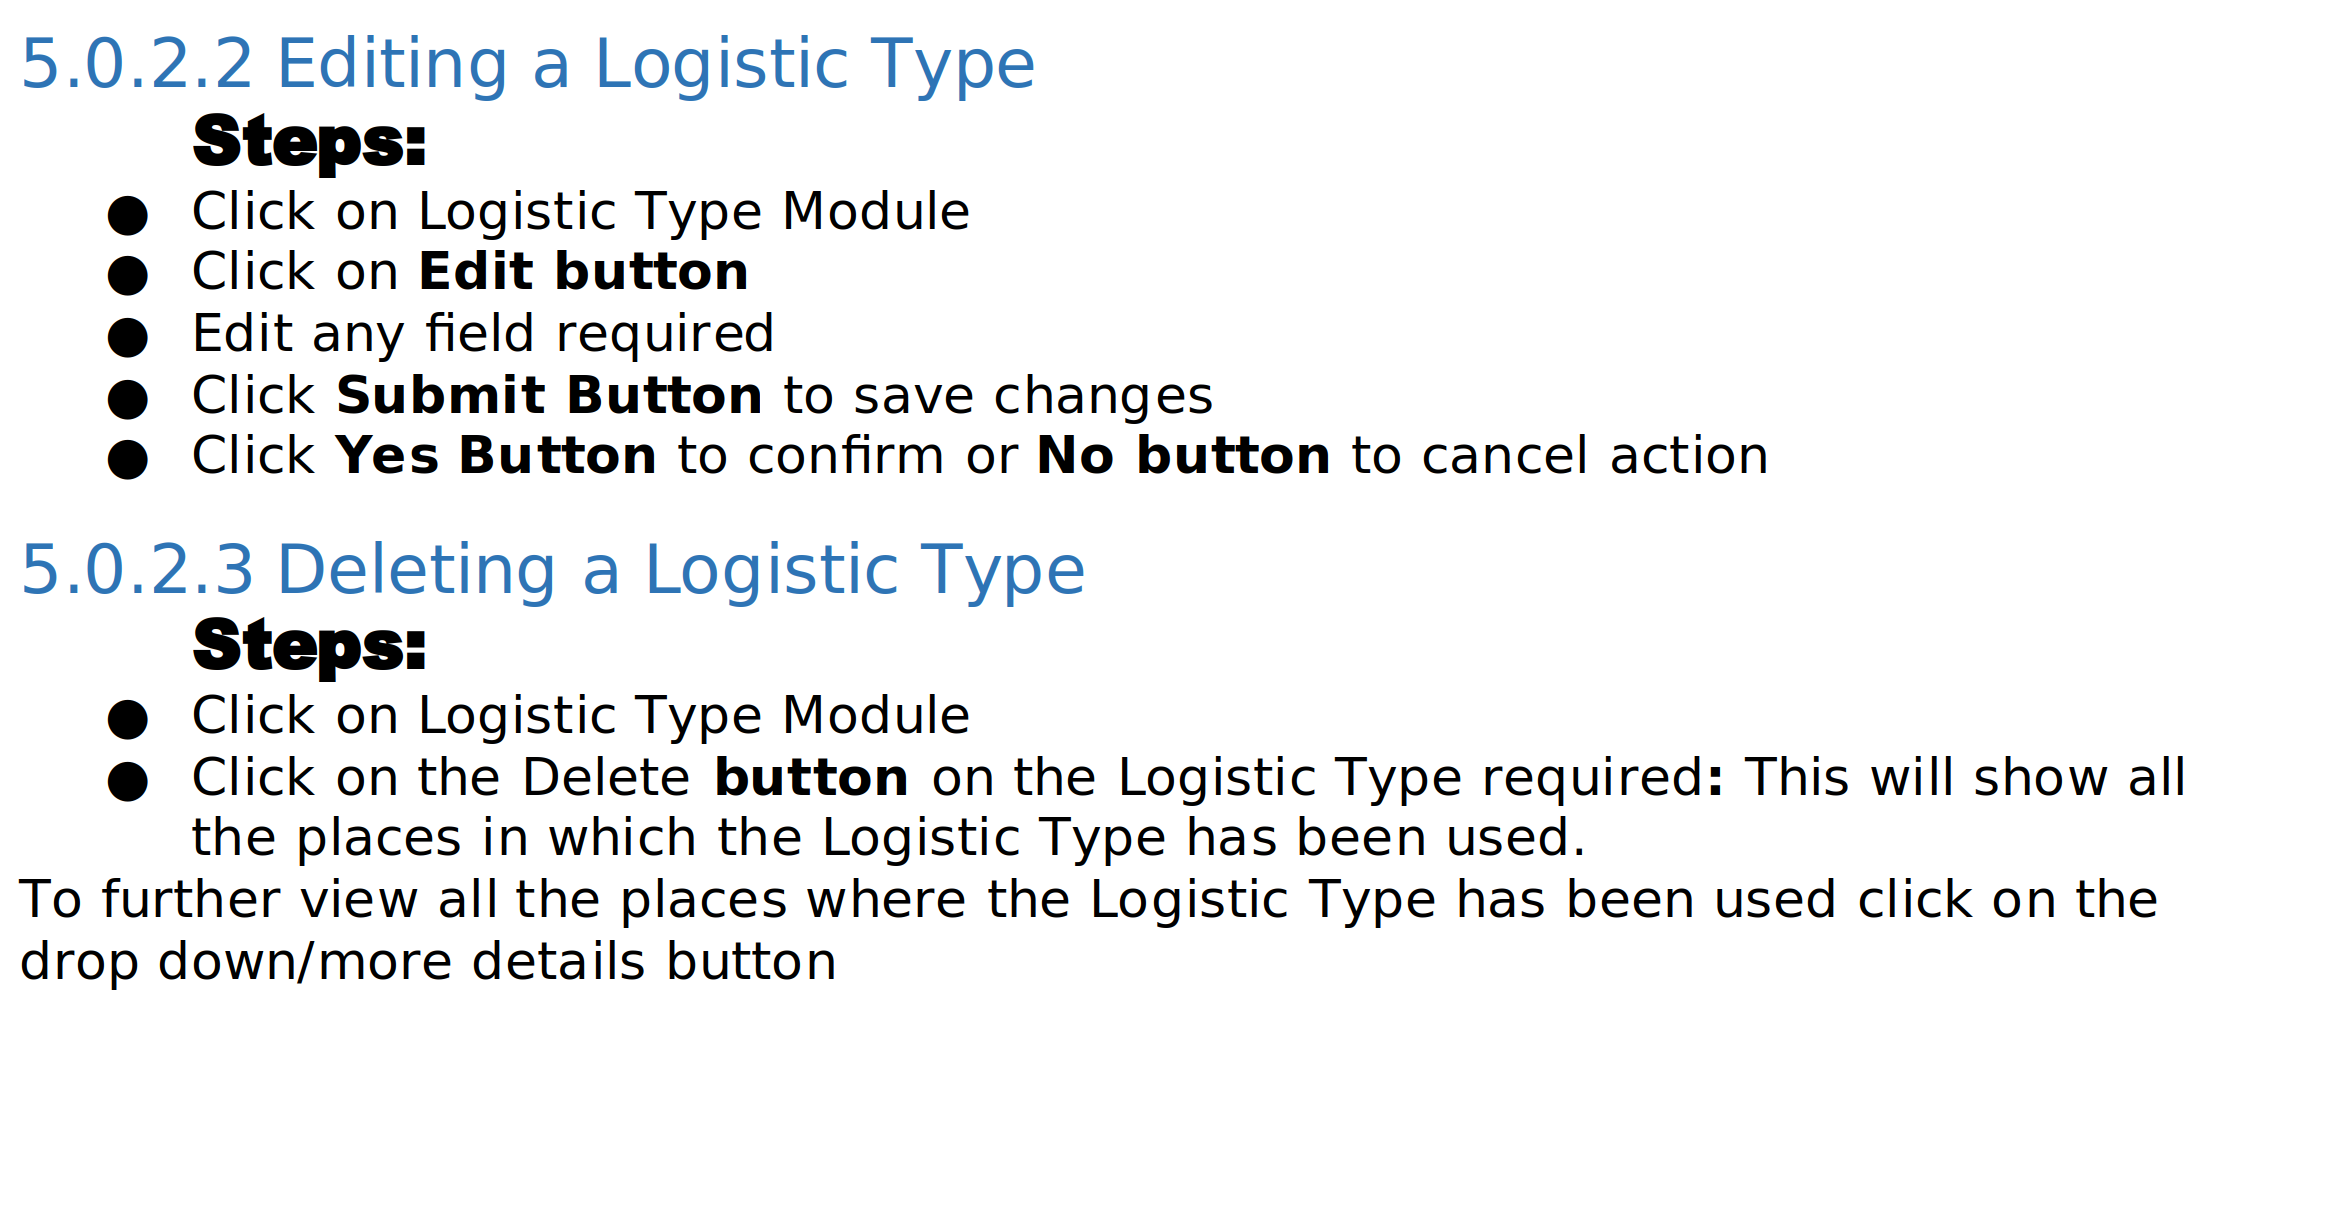 5.0.2.2 Editing a Logistic Type
Steps:
● Click on Logistic Type Module
● Click on Edit button
● Edit any field required
● Click Submit Button to save changes
● Click Yes Button to confirm or No button to cancel action
5.0.2.3 Deleting a Logistic Type
Steps:
● Click on Logistic Type Module
● Click on the Delete button on the Logistic Type required: This will show all
the places in which the Logistic Type has been used.
To further view all the places where the Logistic Type has been used click on the
drop down/more details button